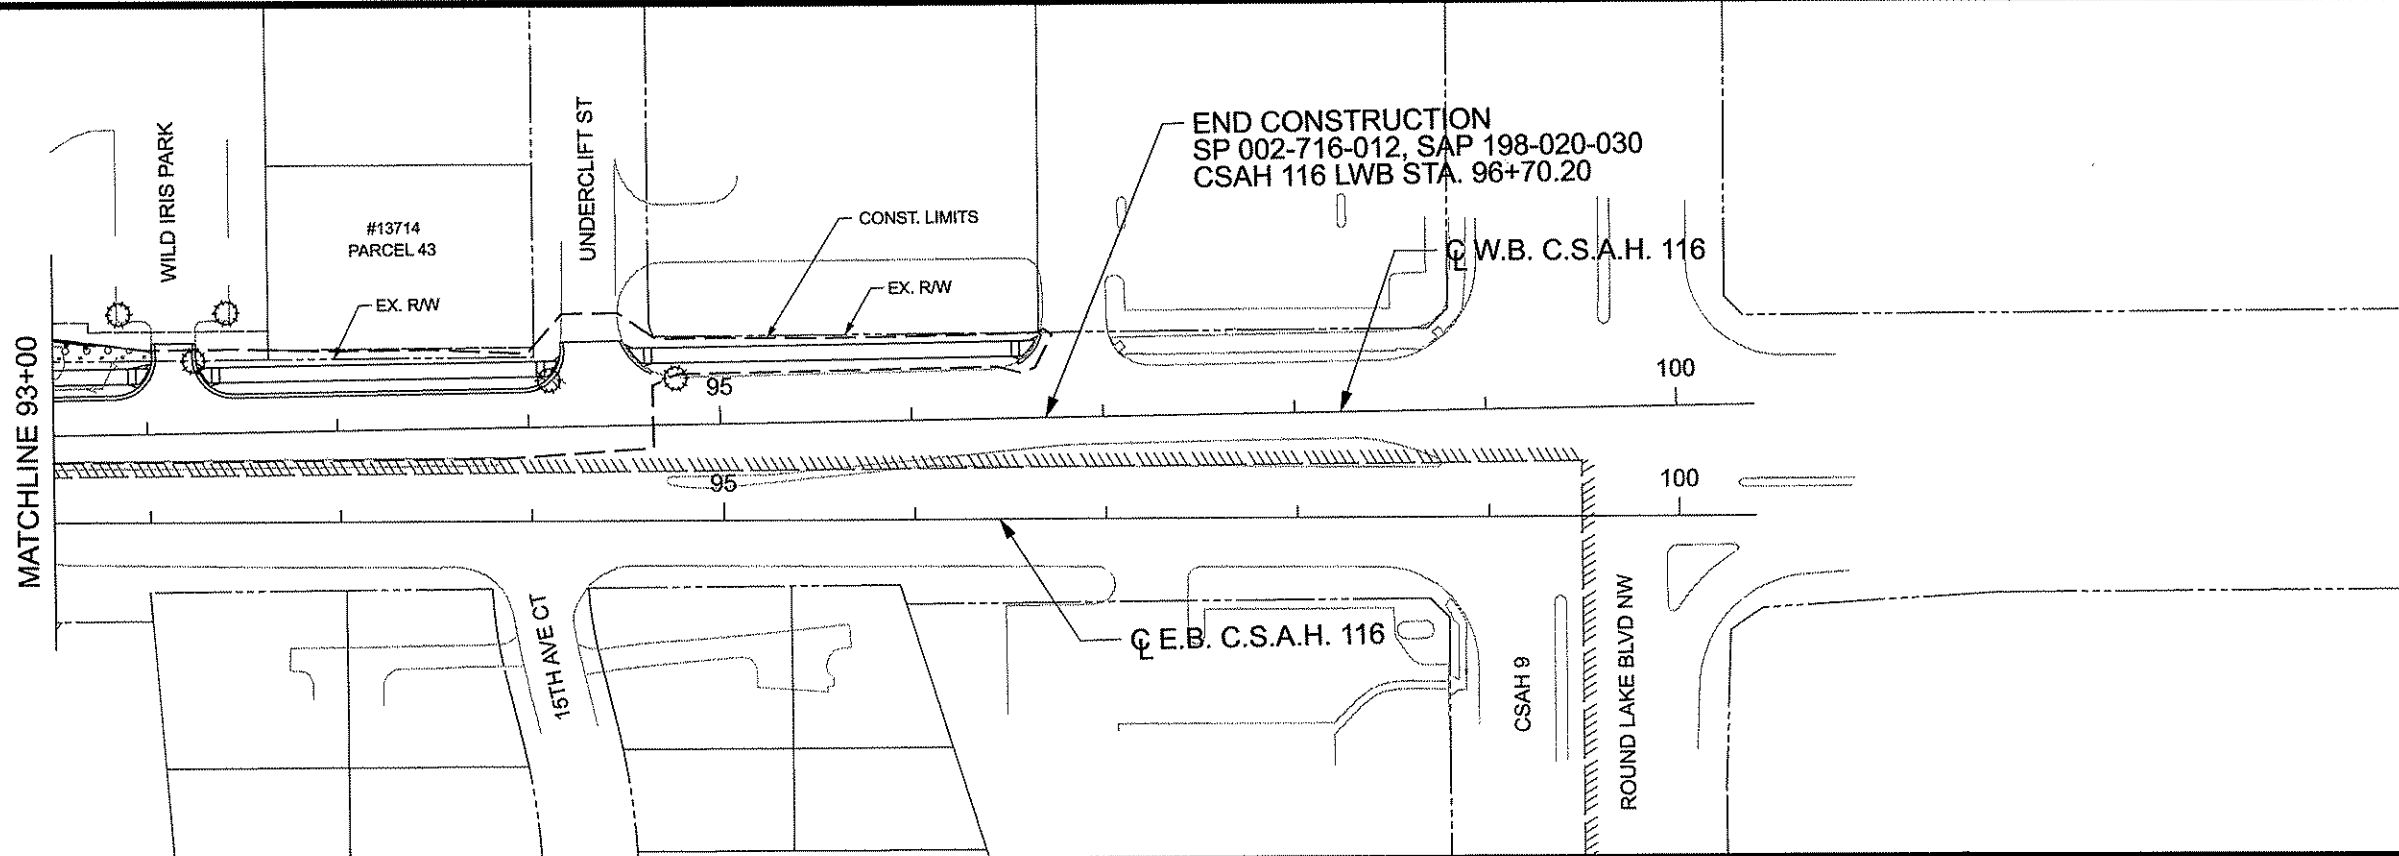 END CONSTRUCTION
SP 002-716-012, SAP 198-020-030
CSAH 116 LWB STA. 96+70.20
WILD IRIS PARK
UNDERCLIFT ST
#13714
PARCEL 43
CONST. LIMITS
EX. R/W
EX. R/W
℄ W.B. C.S.A.H. 116
MATCHLINE 93+00
95
100
95
100
℄ E.B. C.S.A.H. 116
15TH AVE CT
CSAH 9
ROUND LAKE BLVD NW